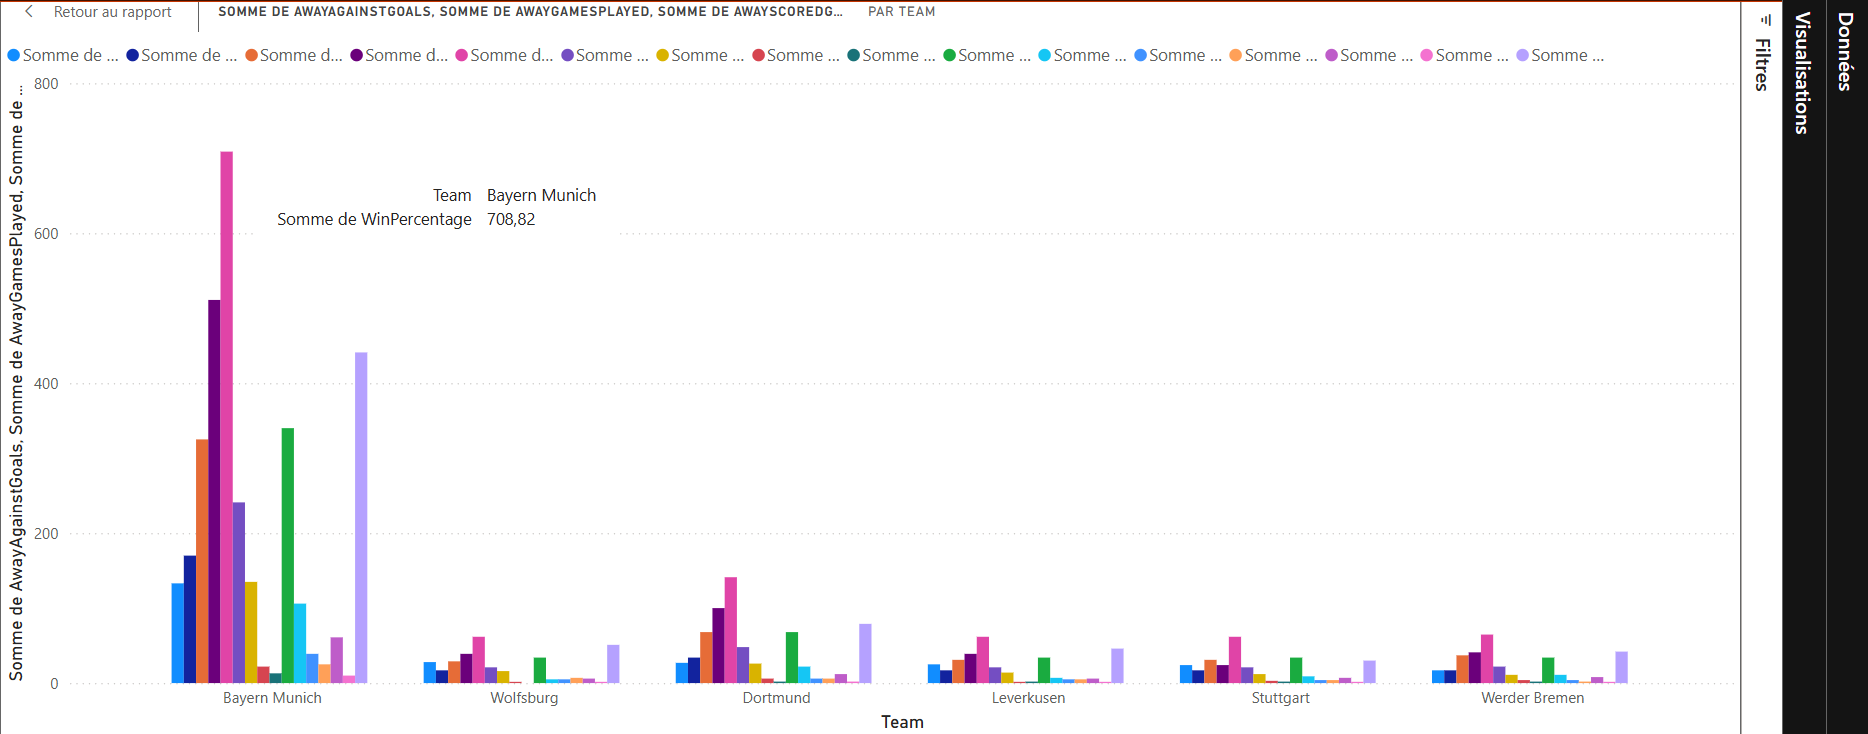 Retour au rapport
SOMME DE AWAYAGAINSTGOALS, SOMME DE AWAYGAMESPLAYED, SOMME DE AWAYSCOREDG...
PAR TEAM
Somme de ... Somme de ... Somme d... Somme d... Somme d... Somme ... Somme ... Somme ... Somme ... Somme ... Somme ... Somme ... Somme ... Somme ... Somme ... Somme ...
Somme de AwayAgainstGoals, Somme de AwayGamesPlayed, Somme de ...
800
600
400
200
0
Team Bayern Munich
Somme de WinPercentage 708,82
Bayern Munich
Wolfsburg
Dortmund
Leverkusen
Stuttgart
Werder Bremen
Team
Filtres
Visualisations
Données